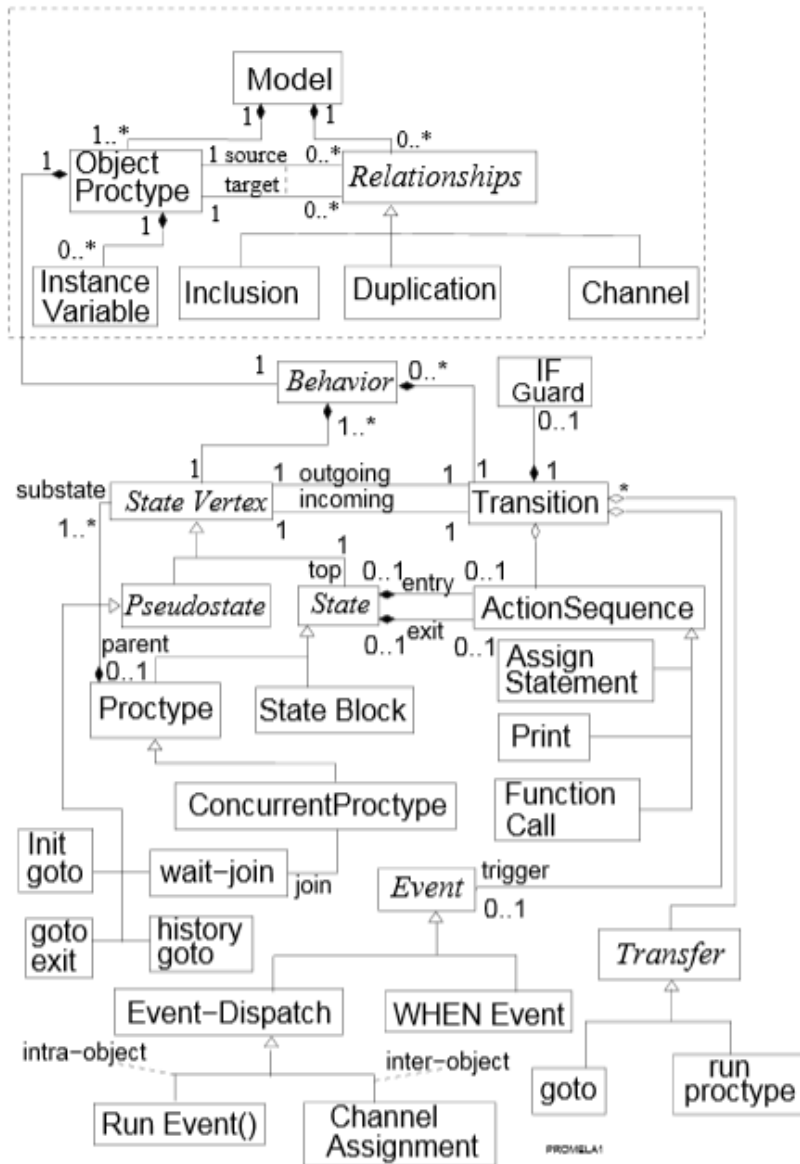 Model
1
1
1..*
0..*
1
Object
Proctype
1 source
0..*
target
Relationships
1
1
0..*
0..*
Instance
Variable
Inclusion
Duplication
Channel
1
Behavior
0..*
IF
Guard
1..*
0..1
1
1
outgoing
1
1
1
*
substate
State Vertex
incoming
Transition
1..*
1
1
1
top
0..1
entry
0..1
Pseudostate
State
ActionSequence
parent
0..1
exit
0..1
0..1
Assign
Statement
Proctype
State Block
Print
ConcurrentProctype
Function
Call
Init
goto
wait-join
join
Event
trigger
0..1
goto
exit
history
goto
Transfer
Event-Dispatch
WHEN Event
intra-object
inter-object
goto
run
proctype
Run Event()
Channel
Assignment
PROMELA1